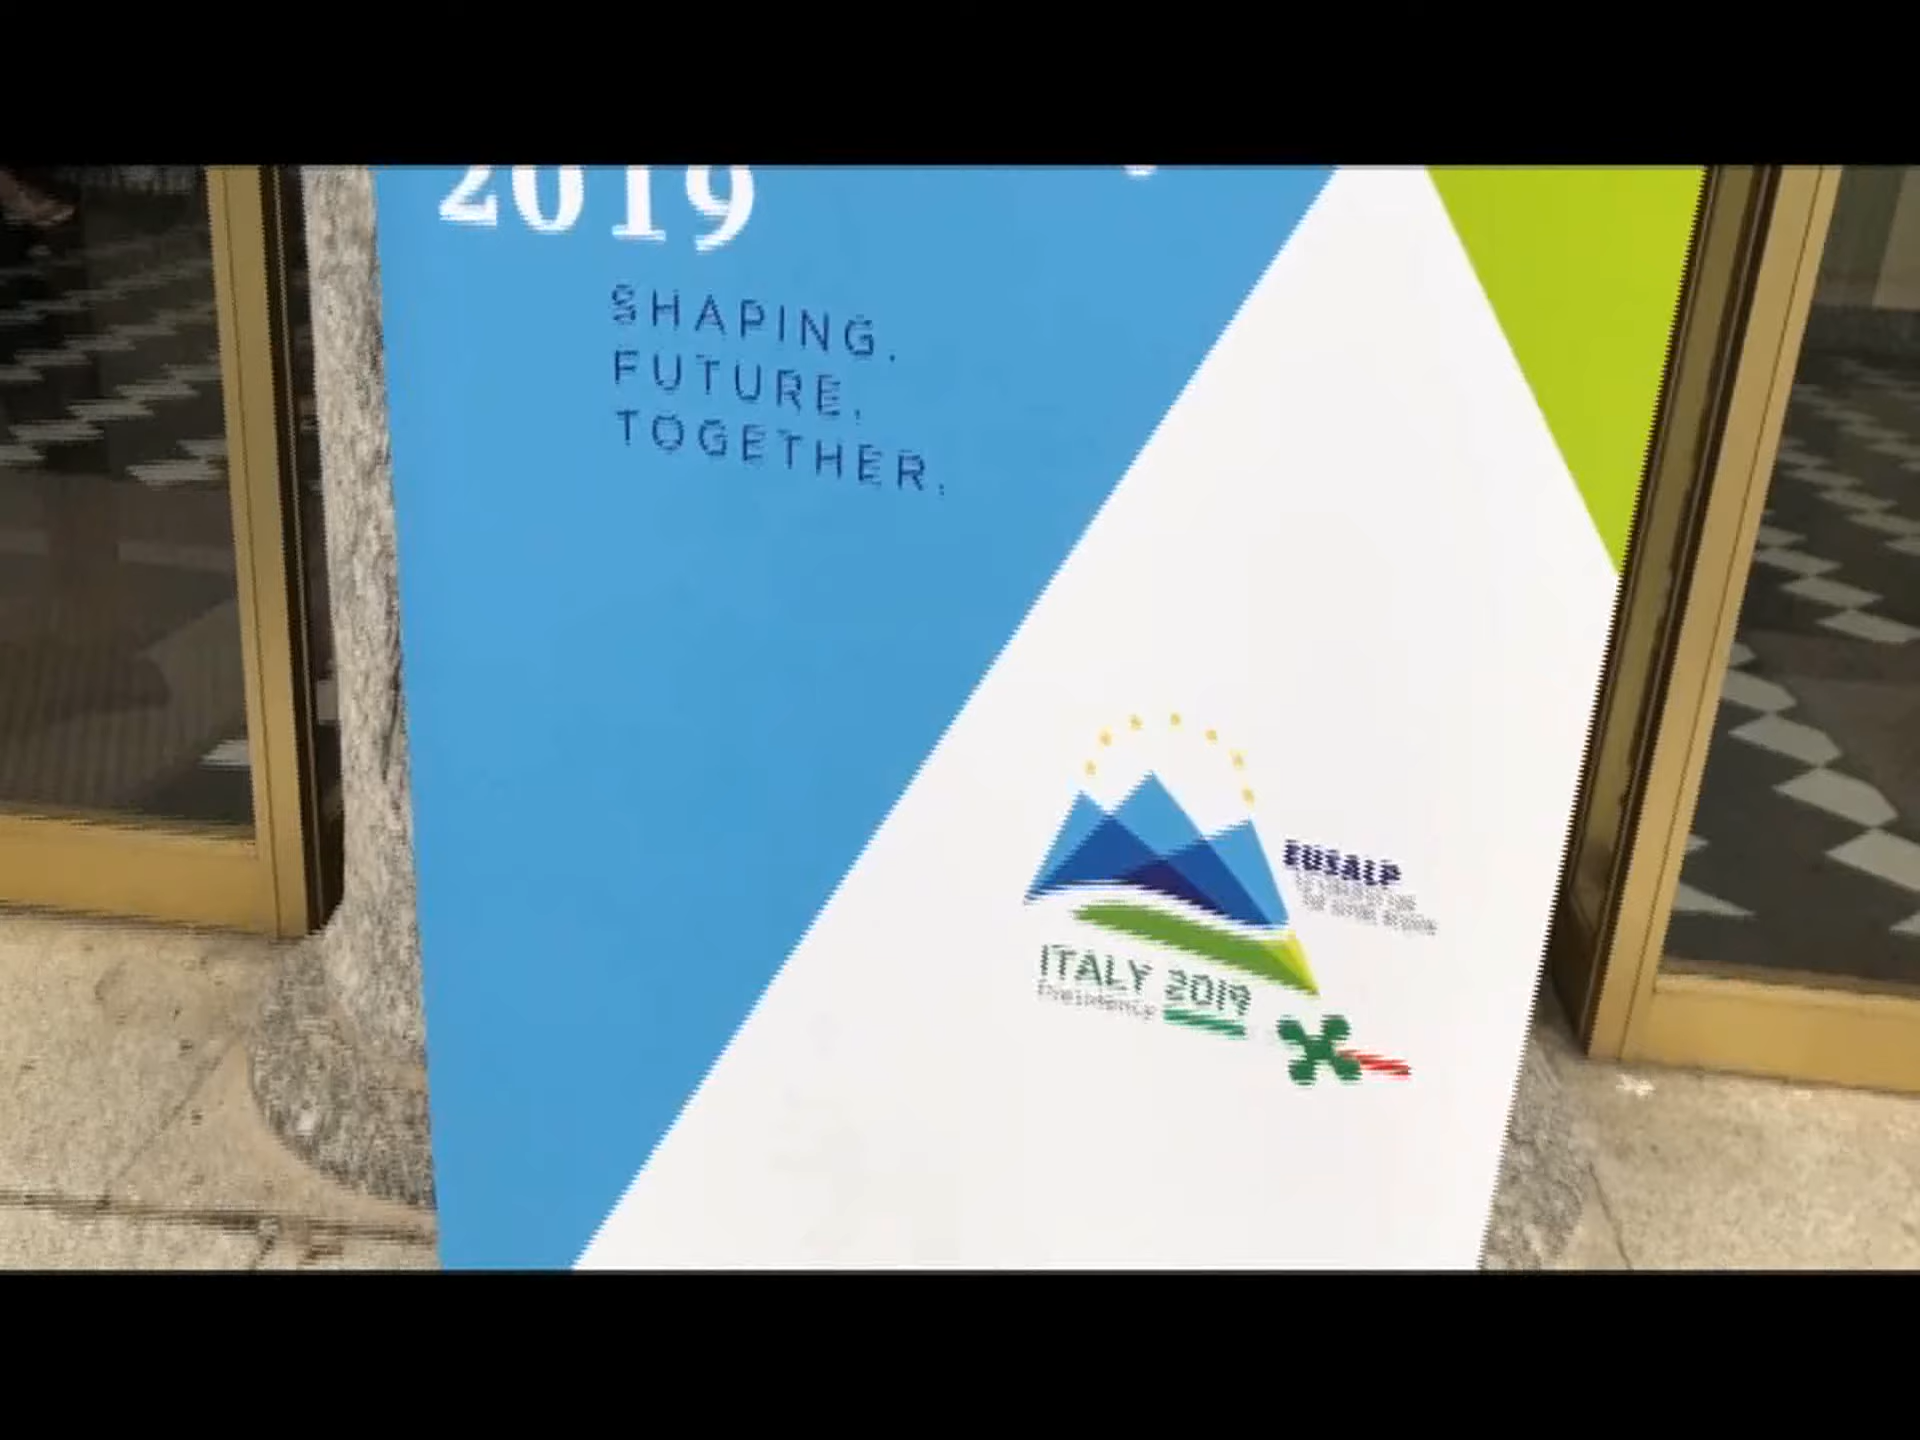 2019
SHAPING.
FUTURE.
TOGETHER.
EUSALP
ITALY 2019